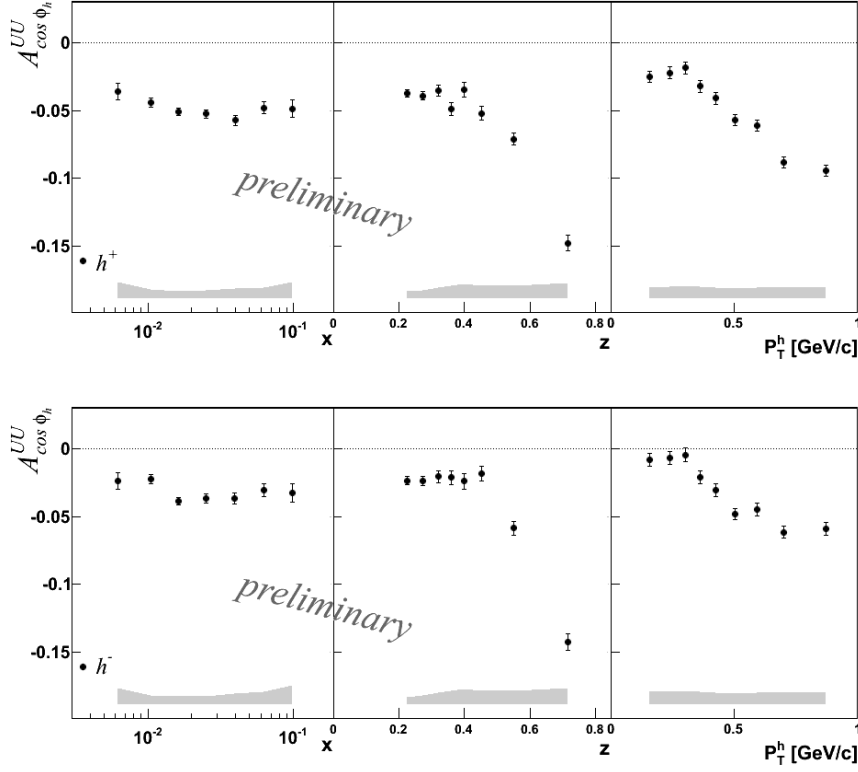 A^{UU}_{cos ϕ_h}
0
-0.05
-0.1
-0.15
preliminary
h⁺
10⁻² 10⁻¹ 0 0.2 0.4 0.6 0.8 0.5 1
x z P_T^h [GeV/c]
A^{UU}_{cos ϕ_h}
0
-0.05
-0.1
-0.15
preliminary
h⁻
10⁻² 10⁻¹ 0 0.2 0.4 0.6 0.8 0.5 1
x z P_T^h [GeV/c]